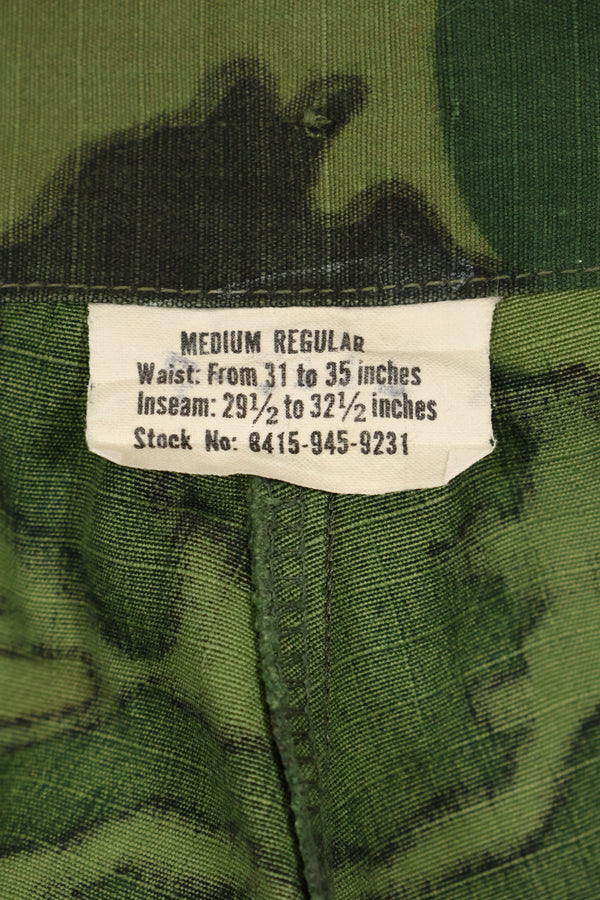 MEDIUM REGULAR
Waist: From 31 to 35 inches
Inseam: 29½ to 32½ inches
Stock No: 8415-945-9231